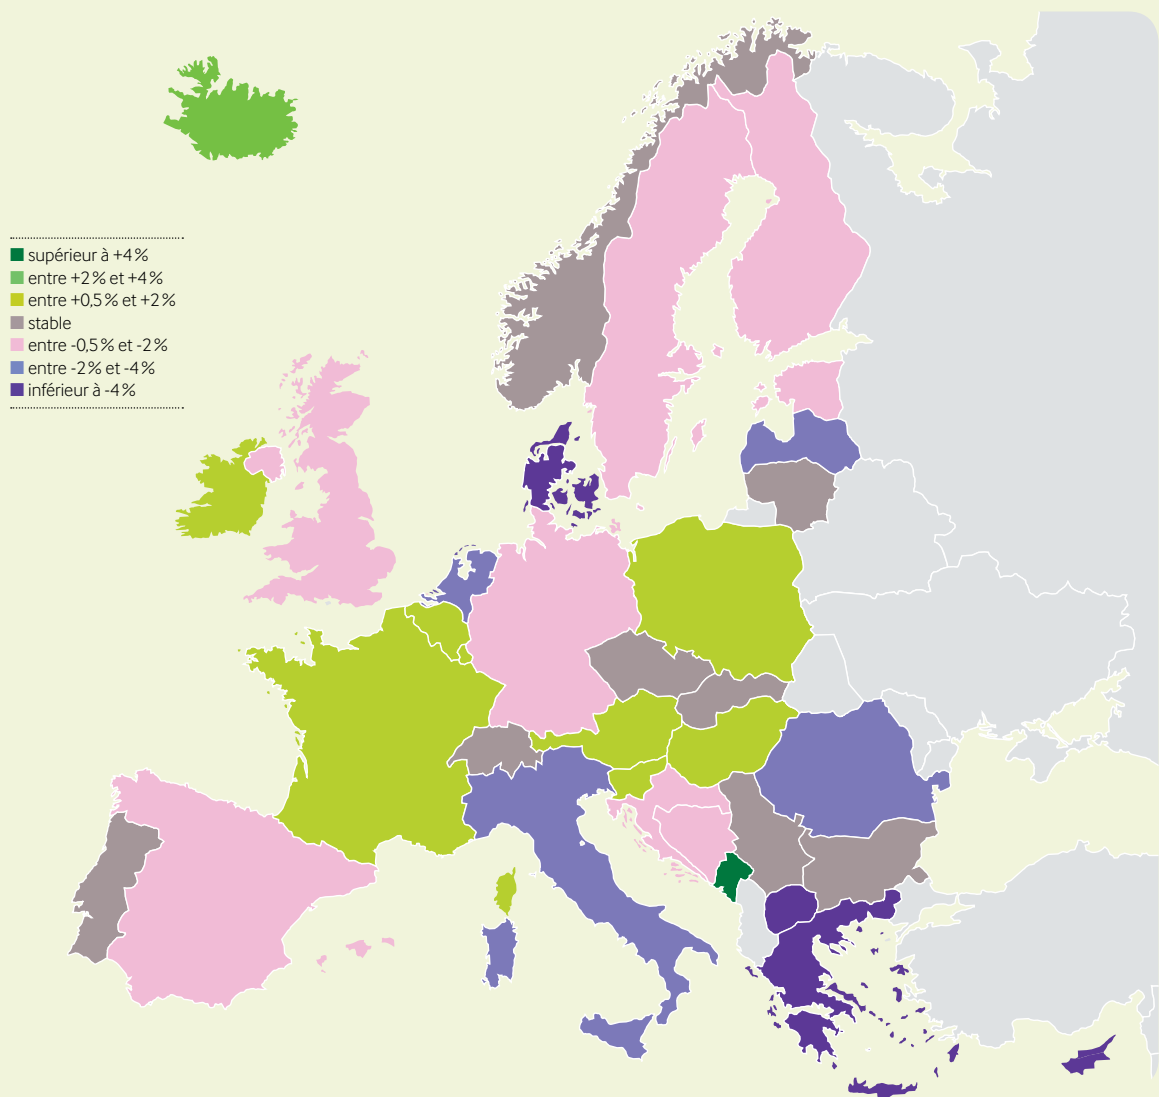 supérieur à +4 %
entre +2 % et +4 %
entre +0,5 % et +2 %
stable
entre -0,5 % et -2 %
entre -2 % et -4 %
inférieur à -4 %